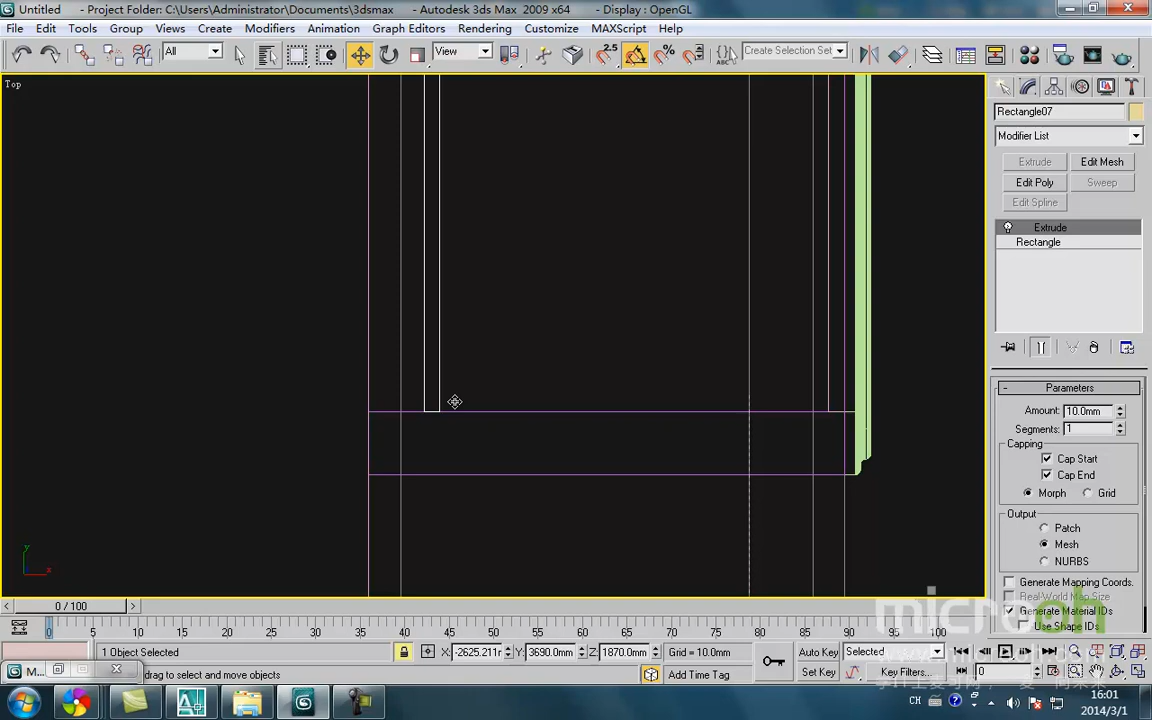 Untitled - Project Folder: C:\Users\Administrator\Documents\3dsmax - Autodesk 3ds Max 2009 x64 - Display : OpenGL
File Edit Tools Group Views Create Modifiers Animation Graph Editors Rendering Customize MAXScript Help
All View 2.5 Create Selection Set
Top
Rectangle07
Modifier List
Extrude Edit Mesh
Edit Poly Sweep
Edit Spline
Extrude
Rectangle
- Parameters
Amount: 10.0mm
Segments: 1
Capping
Cap Start
Cap End
Morph Grid
Output
Patch
Mesh
NURBS
Generate Mapping Coords.
Real-World Map Size
Generate Material IDs
Use Shape IDs
y
x
0 / 100
0 5 10 15 20 25 30 35 40 45 50 55 60 65 70 75 80 85 90 95 100
1 Object Selected X: -2625.211m Y: 3690.0mm Z: 1870.0mm Grid = 10.0mm Auto Key Selected
M... drag to select and move objects Add Time Tag Set Key Key Filters... 0
CH 16:01
2014/3/1